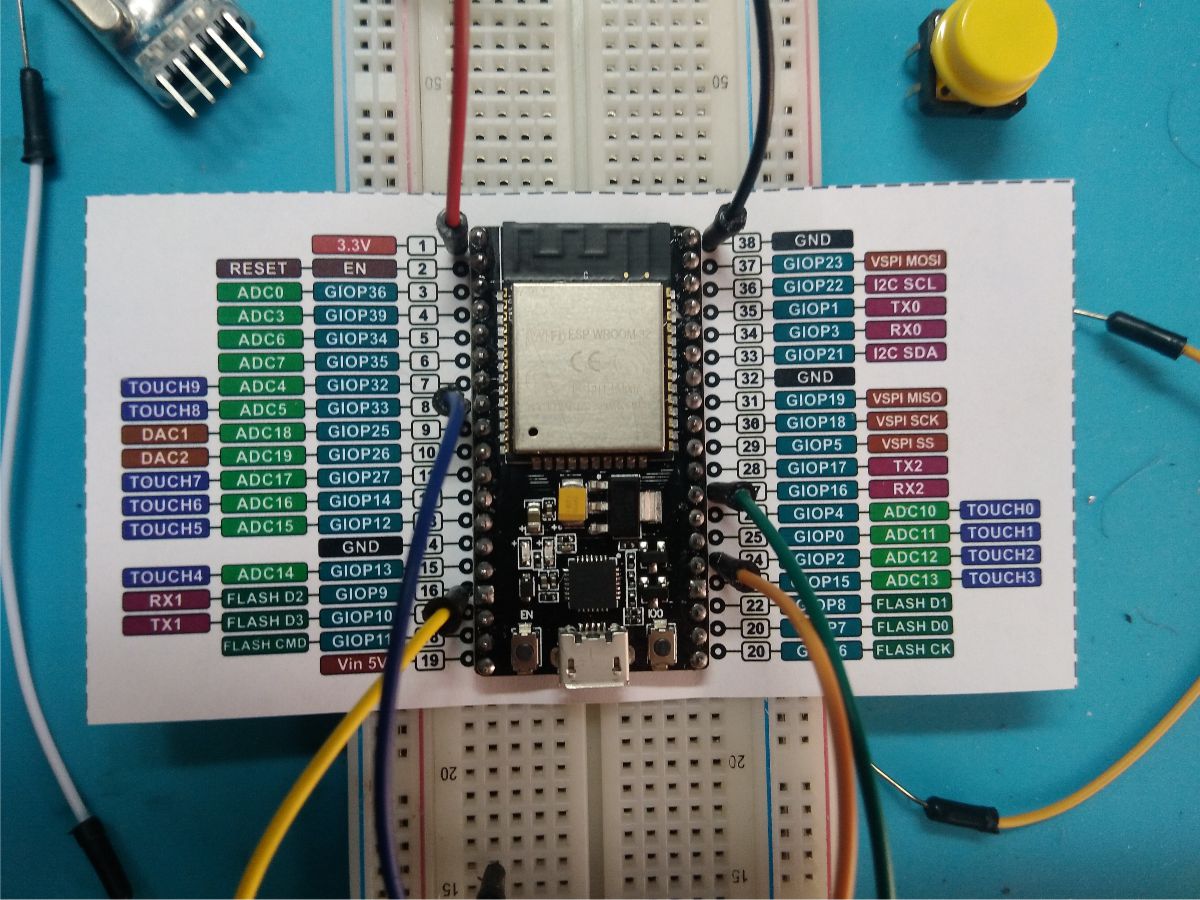 50
50
3.3V 1
RESET EN 2
ADC0 GIOP36 3
ADC3 GIOP39 4
ADC6 GIOP34 5
ADC7 GIOP35 6
TOUCH9 ADC4 GIOP32 7
TOUCH8 ADC5 GIOP33 8
DAC1 ADC18 GIOP25 9
DAC2 ADC19 GIOP26 10
TOUCH7 ADC17 GIOP27
TOUCH6 ADC16 GIOP14
TOUCH5 ADC15 GIOP12
GND
TOUCH4 ADC14 GIOP13 15
RX1 FLASH D2 GIOP9 16
TX1 FLASH D3 GIOP10
FLASH CMD GIOP11
Vin 5V 19
ESP WROOM-32
CE
EN
IO0
38 GND
37 GIOP23 VSPI MOSI
36 GIOP22 I2C SCL
35 GIOP1 TX0
34 GIOP3 RX0
33 GIOP21 I2C SDA
32 GND
31 GIOP19 VSPI MISO
30 GIOP18 VSPI SCK
29 GIOP5 VSPI SS
28 GIOP17 TX2
GIOP16 RX2
GIOP4 ADC10 TOUCH0
25 GIOP0 ADC11 TOUCH1
24 GIOP2 ADC12 TOUCH2
GIOP15 ADC13 TOUCH3
22 GIOP8 FLASH D1
20 FLASH D0
20 FLASH CK
20
20
15
15